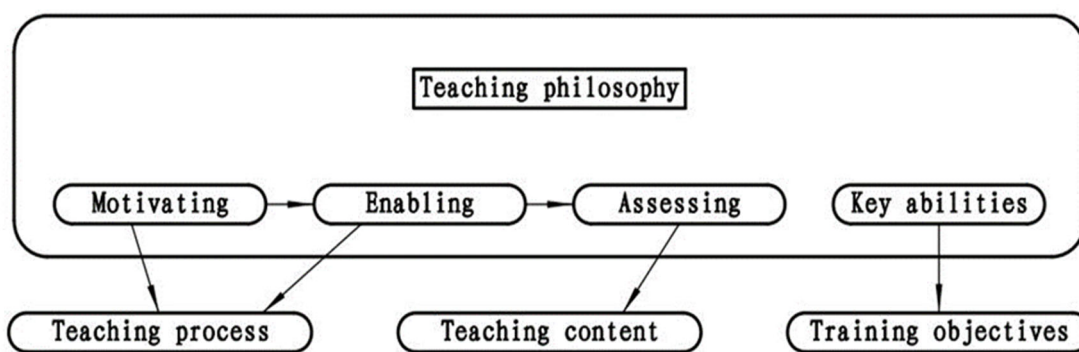 Teaching philosophy
Motivating
Enabling
Assessing
Key abilities
Teaching process
Teaching content
Training objectives